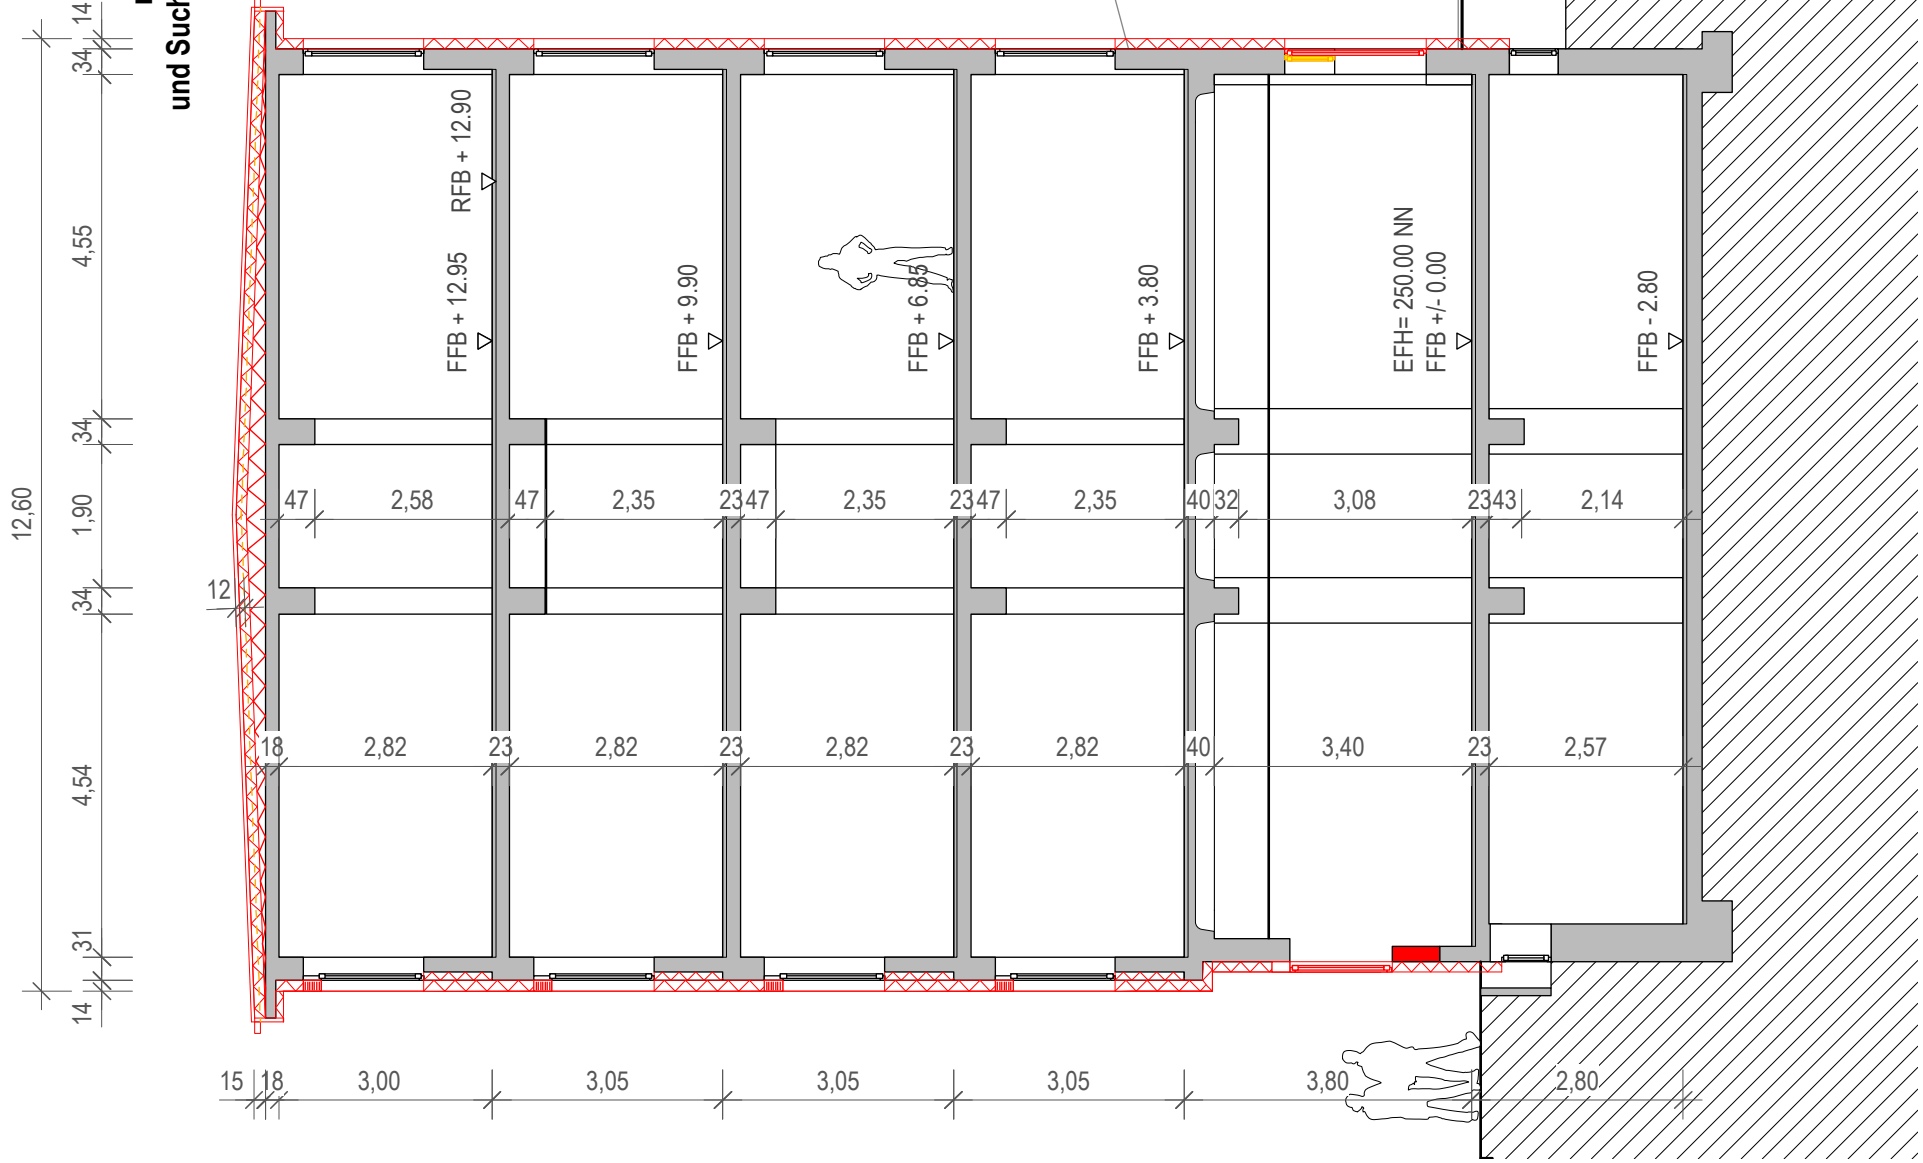 und Such
14
34
4,55
34
1,90
34
4,54
31
14
12,60
12
RFB + 12.90
FFB + 12.95
FFB + 9.90
FFB + 6.85
FFB + 3.80
EFH= 250.00 NN
FFB +/- 0.00
FFB - 2.80
47 2,58 47 2,35 23 47 2,35 23 47 2,35 40 32 3,08 23 43 2,14
18 2,82 23 2,82 23 2,82 23 2,82 40 3,40 23 2,57
15 18 3,00 3,05 3,05 3,05 3,80 2,80